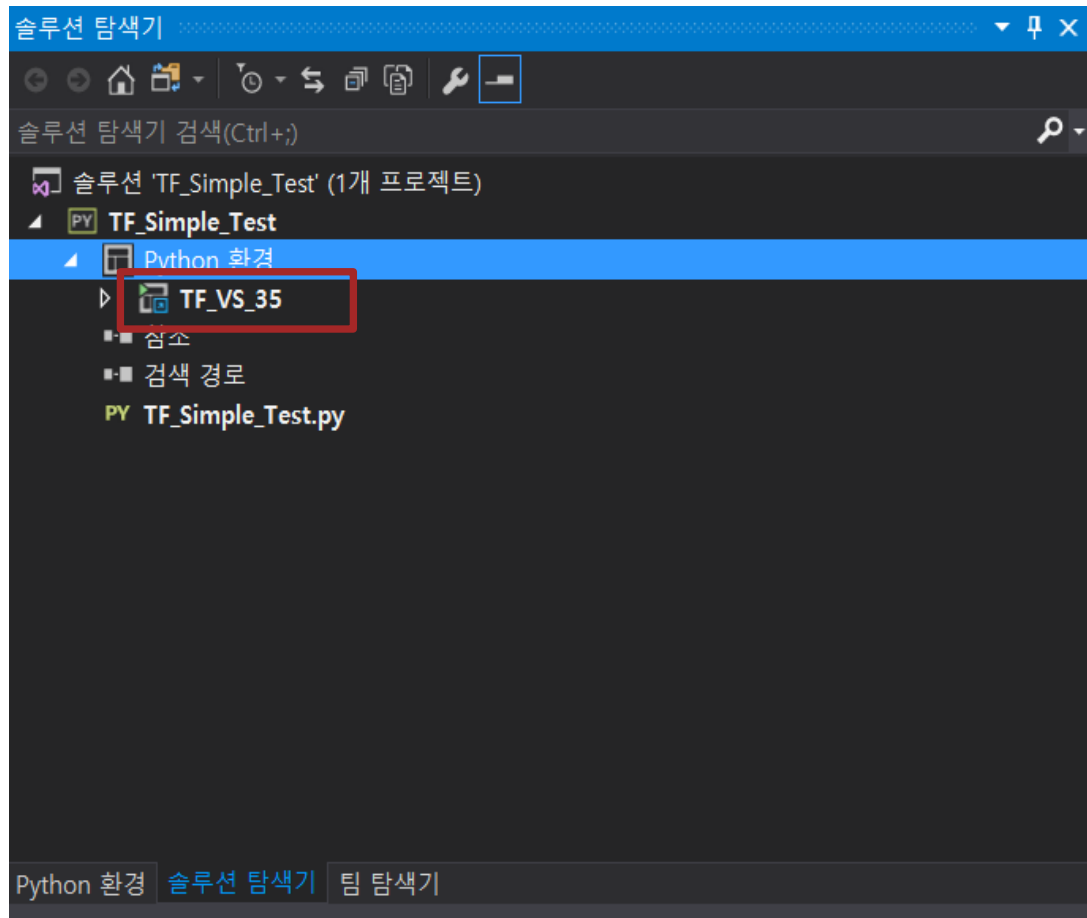 솔루션 탐색기
솔루션 탐색기 검색(Ctrl+;)
솔루션 'TF_Simple_Test' (1개 프로젝트)
PY TF_Simple_Test
Python 환경
TF_VS_35
참조
검색 경로
PY TF_Simple_Test.py
Python 환경 솔루션 탐색기 팀 탐색기